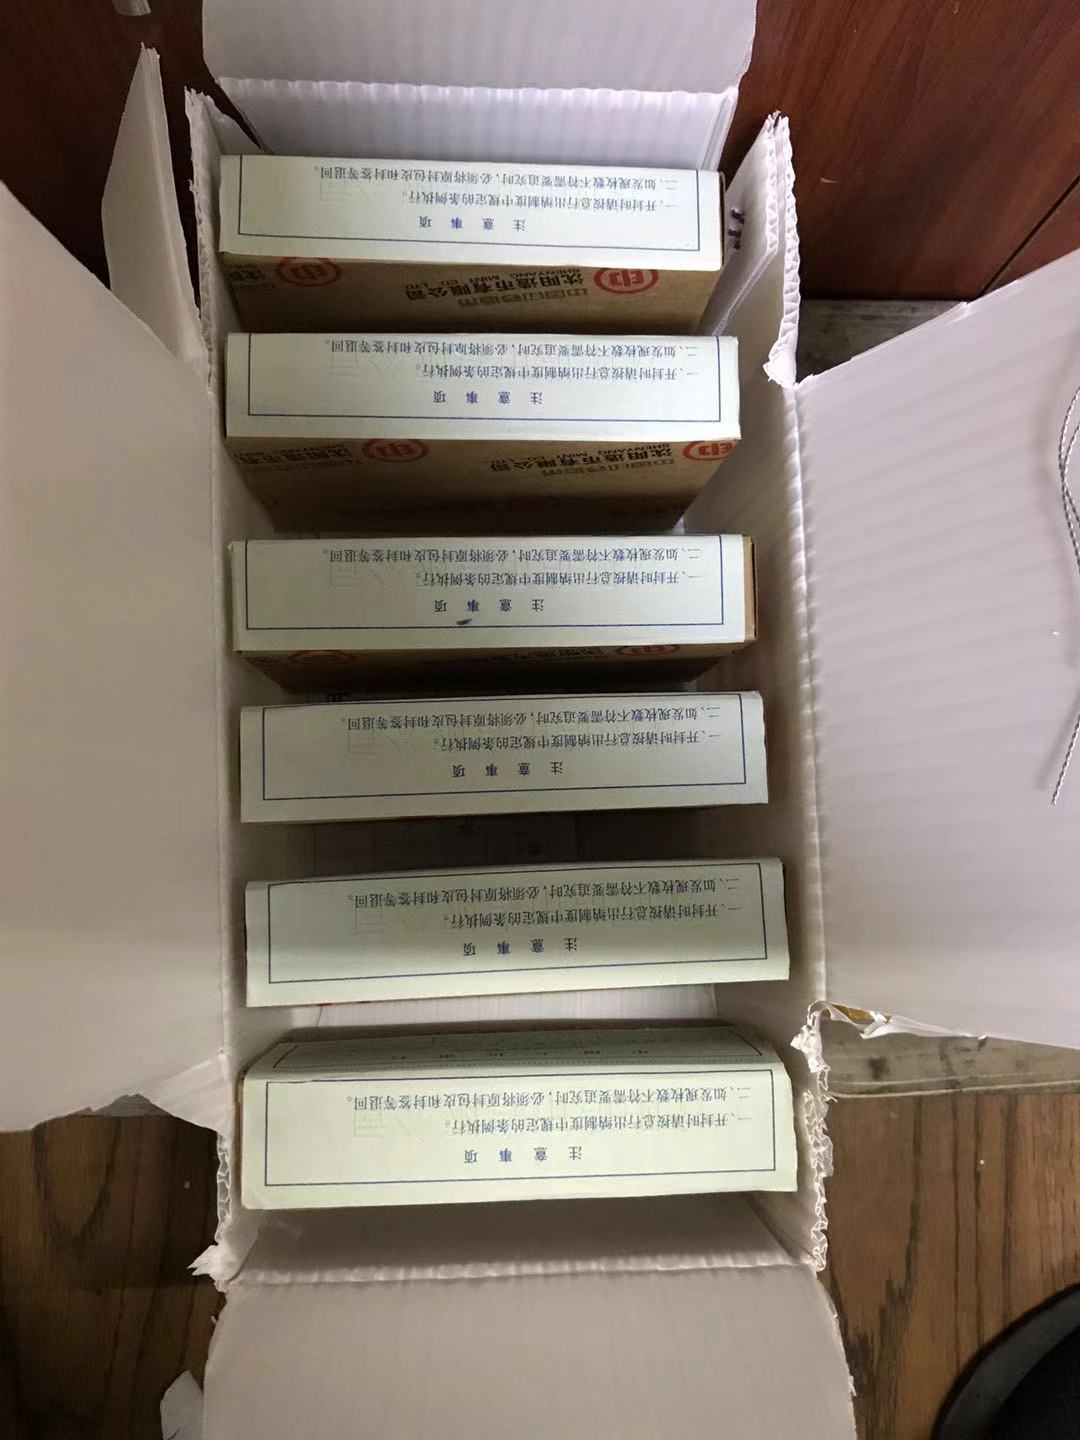 注 意 事 项
一、开封时请按总行出纳制度中规定的条例执行。
二、如发现枚数不符需要追究时，必须将原封包皮和封签等退回。
注 意 事 项
一、开封时请按总行出纳制度中规定的条例执行。
二、如发现枚数不符需要追究时，必须将原封包皮和封签等退回。
注 意 事 项
一、开封时请按总行出纳制度中规定的条例执行。
二、如发现枚数不符需要追究时，必须将原封包皮和封签等退回。
注 意 事 项
一、开封时请按总行出纳制度中规定的条例执行。
二、如发现枚数不符需要追究时，必须将原封包皮和封签等退回。
中国印钞造币
沈阳造币有限公司
SHENYANG MINT CO., LTD.
沈阳造币有
SHENYANG
注 意 事 项
一、开封时请按总行出纳制度中规定的条例执行。
二、如发现枚数不符需要追究时，必须将原封包皮和封签等退回。
中国印钞造币
沈阳造币有限公司
SHENYANG MINT CO., LTD.
注 意 事 项
一、开封时请按总行出纳制度中规定的条例执行。
二、如发现枚数不符需要追究时，必须将原封包皮和封签等退回。